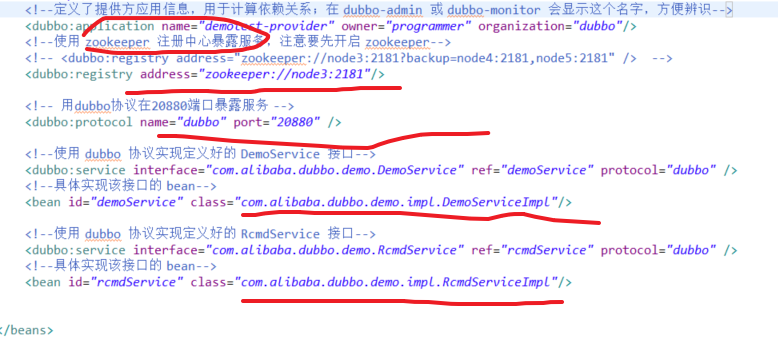 <!--定义了提供方应用信息，用于计算依赖关系；在 dubbo-admin 或 dubbo-monitor 会显示这个名字，方便辨识-->
<dubbo:application name="demotest-provider" owner="programmer" organization="dubbo"/>
<!--使用 zookeeper 注册中心暴露服务，注意要先开启 zookeeper-->
<!-- <dubbo:registry address="zookeeper://node3:2181?backup=node4:2181,node5:2181" /> -->
<dubbo:registry address="zookeeper://node3:2181"/>
<!-- 用dubbo协议在20880端口暴露服务 -->
<dubbo:protocol name="dubbo" port="20880" />
<!--使用 dubbo 协议实现定义好的 DemoService 接口-->
<dubbo:service interface="com.alibaba.dubbo.demo.DemoService" ref="demoService" protocol="dubbo" />
<!--具体实现该接口的 bean-->
<bean id="demoService" class="com.alibaba.dubbo.demo.impl.DemoServiceImpl"/>
<!--使用 dubbo 协议实现定义好的 RcmdService 接口-->
<dubbo:service interface="com.alibaba.dubbo.demo.RcmdService" ref="rcmdService" protocol="dubbo" />
<!--具体实现该接口的 bean-->
<bean id="rcmdService" class="com.alibaba.dubbo.demo.impl.RcmdServiceImpl"/>
</beans>